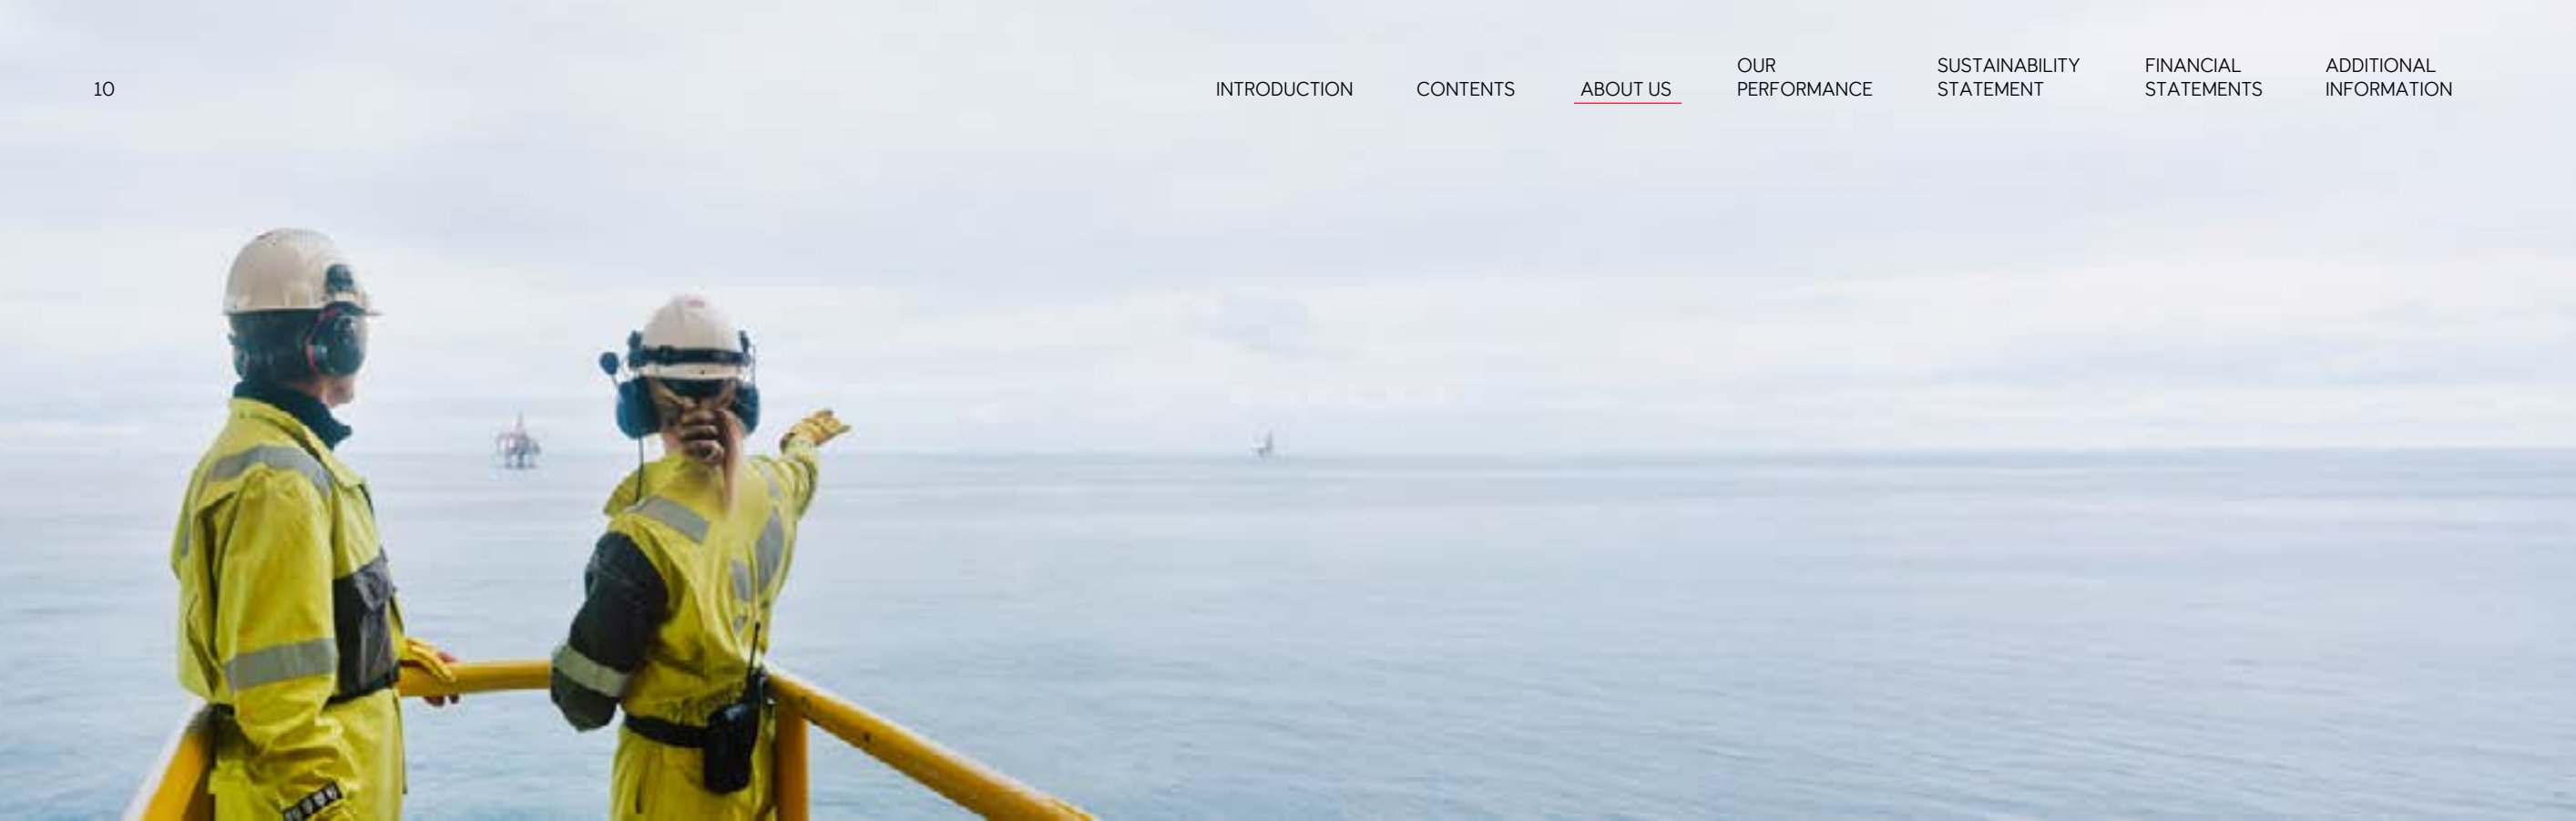 10
INTRODUCTION
CONTENTS
ABOUT US
OUR
PERFORMANCE
SUSTAINABILITY
STATEMENT
FINANCIAL
STATEMENTS
ADDITIONAL
INFORMATION